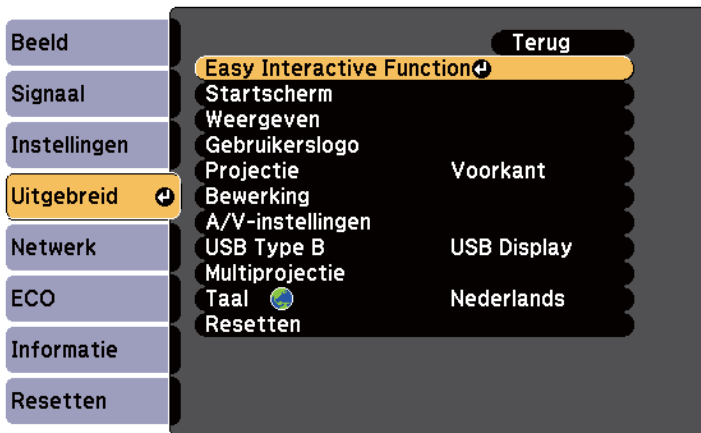 Beeld
Signaal
Instellingen
Uitgebreid
Netwerk
ECO
Informatie
Resetten
Terug
Easy Interactive Function
Startscherm
Weergeven
Gebruikerslogo
Projectie Voorkant
Bewerking
A/V-instellingen
USB Type B USB Display
Multiprojectie
Taal Nederlands
Resetten